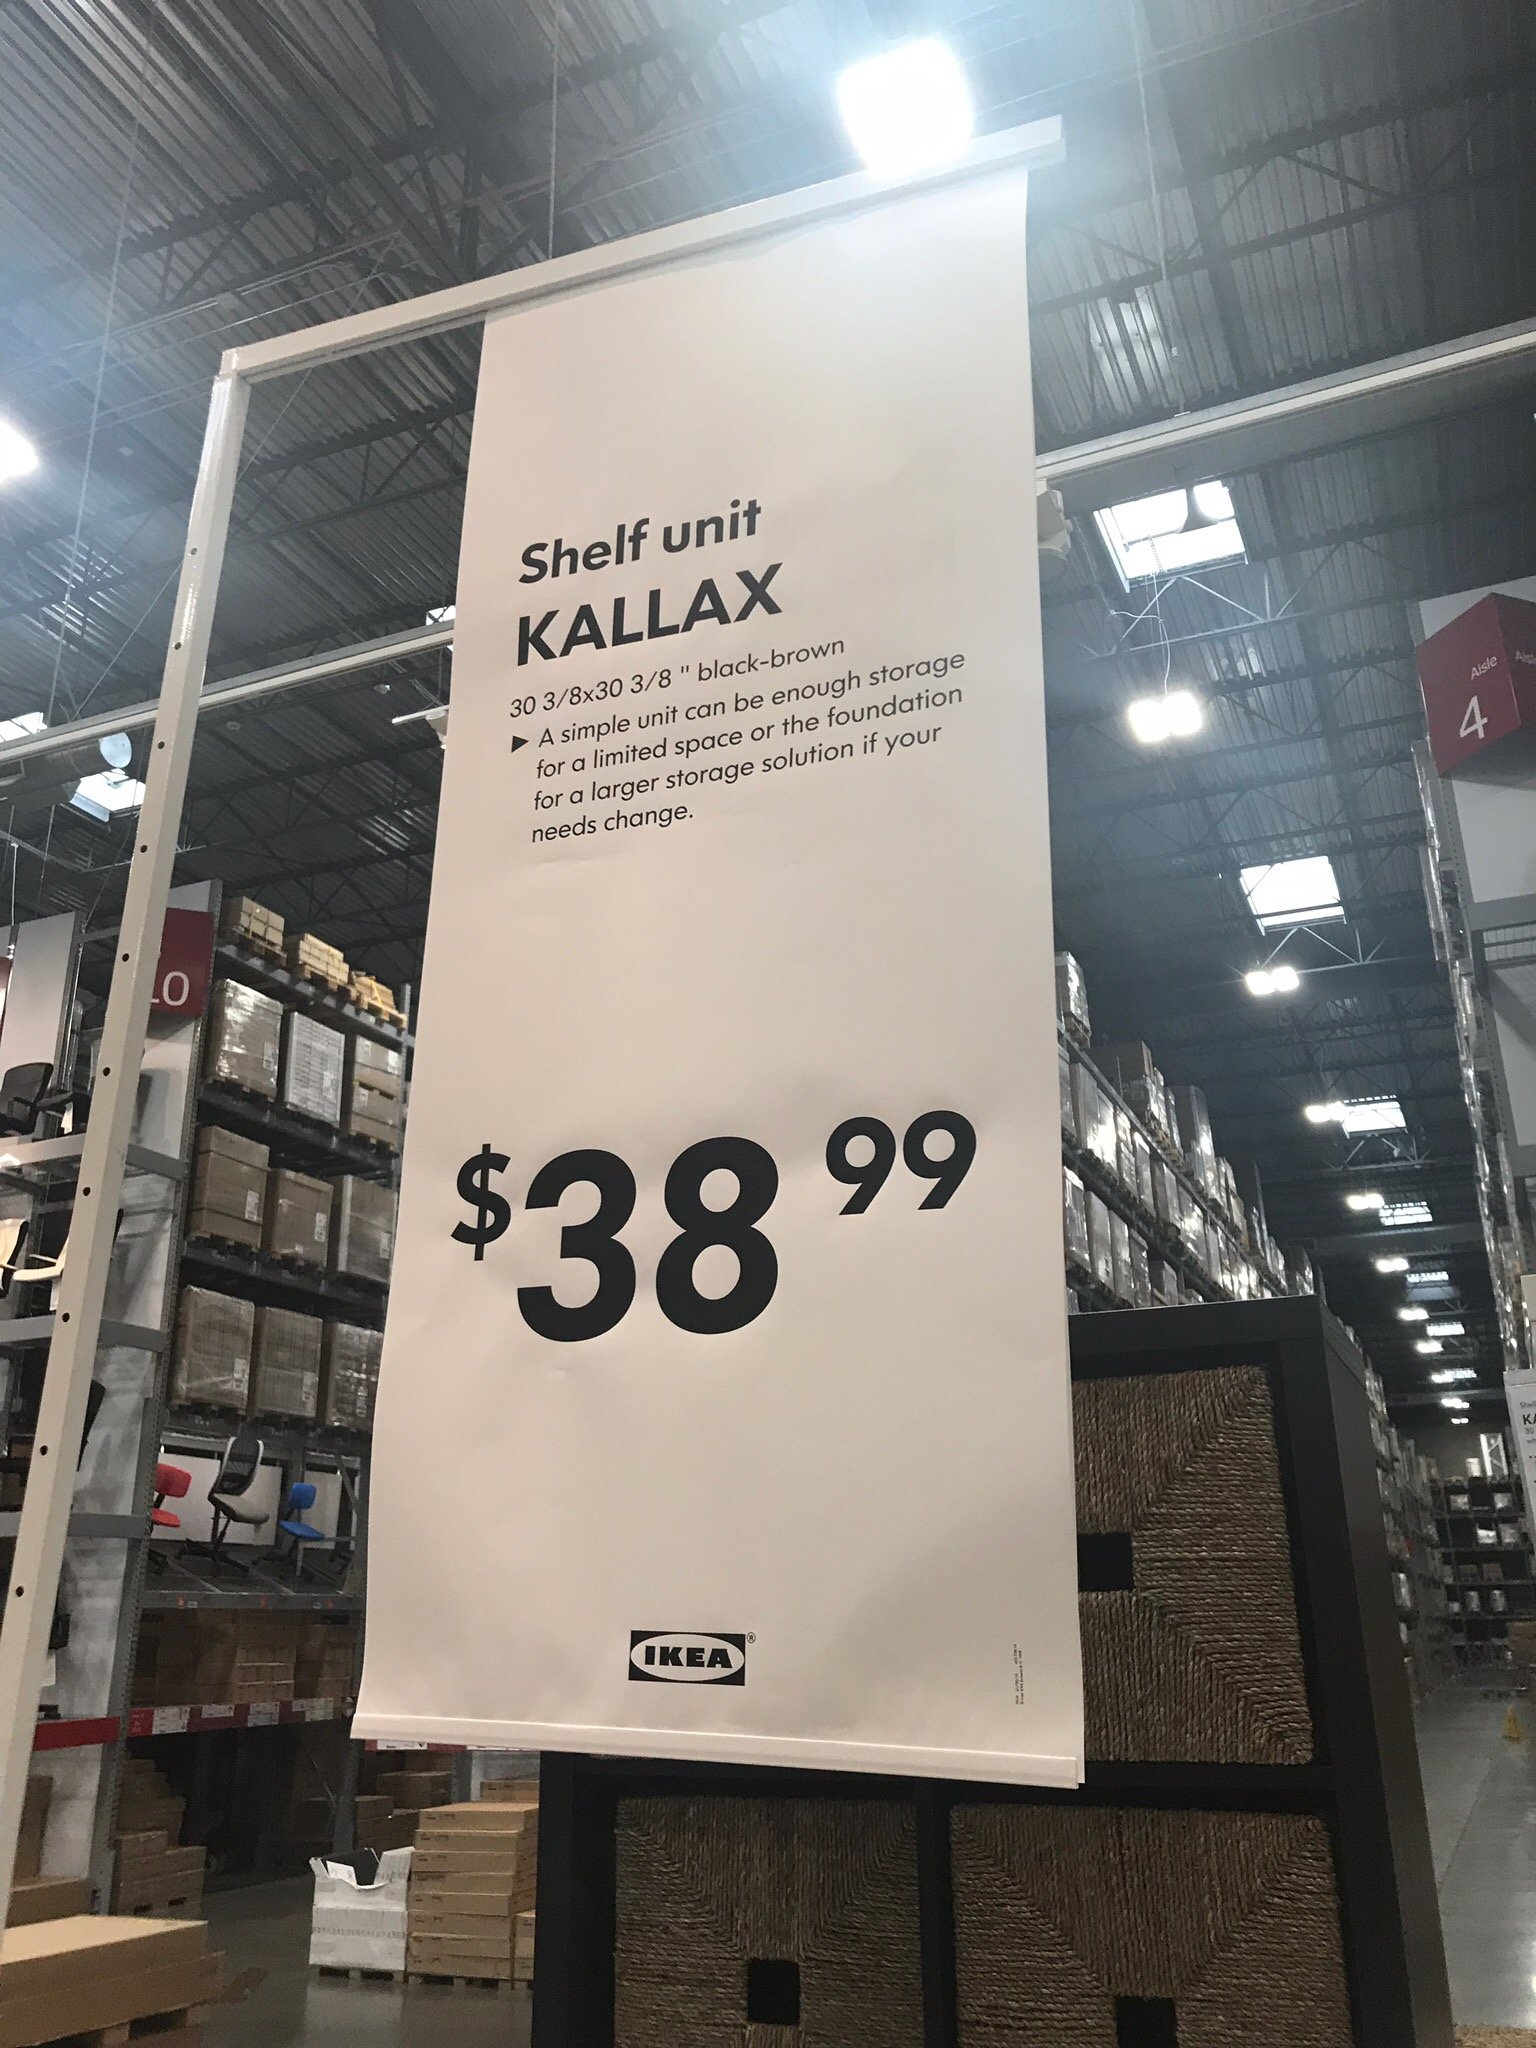 Shelf unit
KALLAX
30 3/8x30 3/8 " black-brown
► A simple unit can be enough storage
for a limited space or the foundation
for a larger storage solution if your
needs change.
$38 99
IKEA®
Aisle
4
10